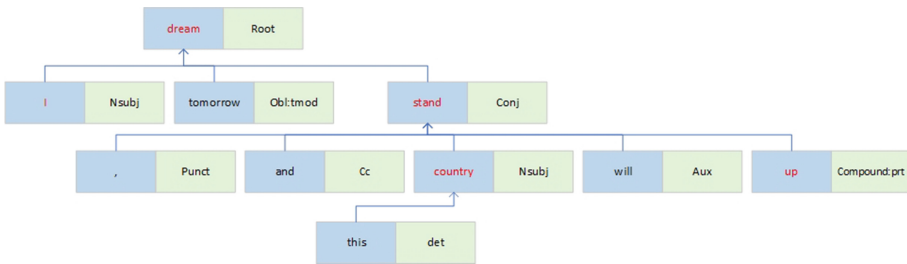 dream Root
I Nsubj tomorrow Obl:tmod stand Conj
, Punct and Cc country Nsubj will Aux up Compound:prt
this det